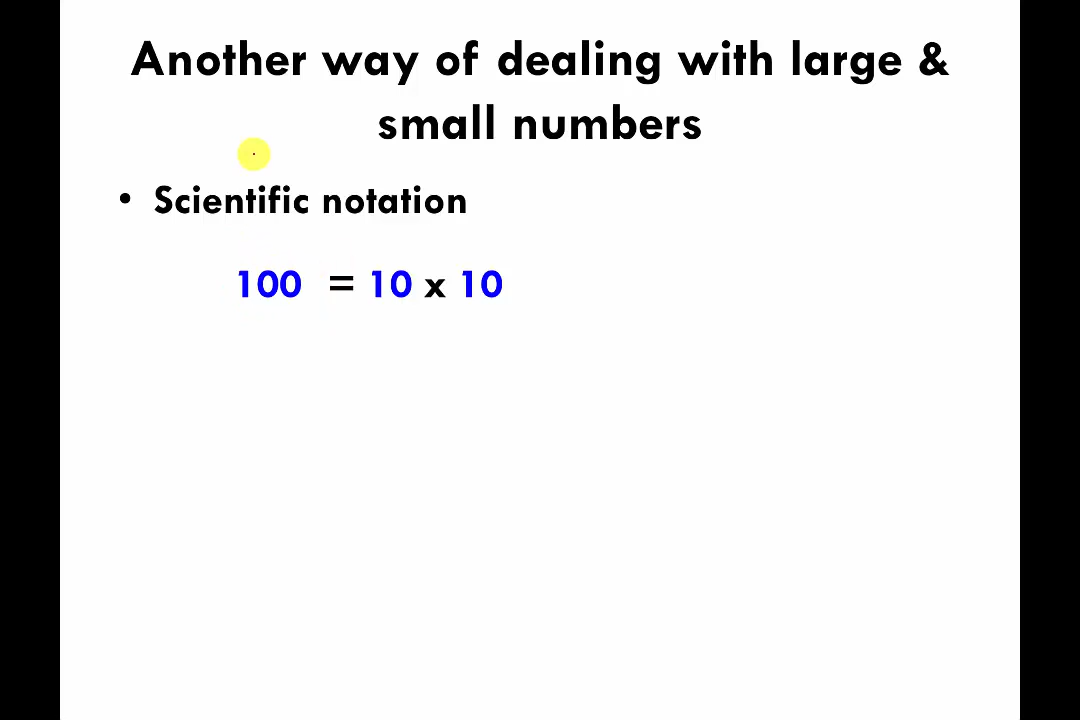 Another way of dealing with large &
small numbers
• Scientific notation
100 = 10 x 10